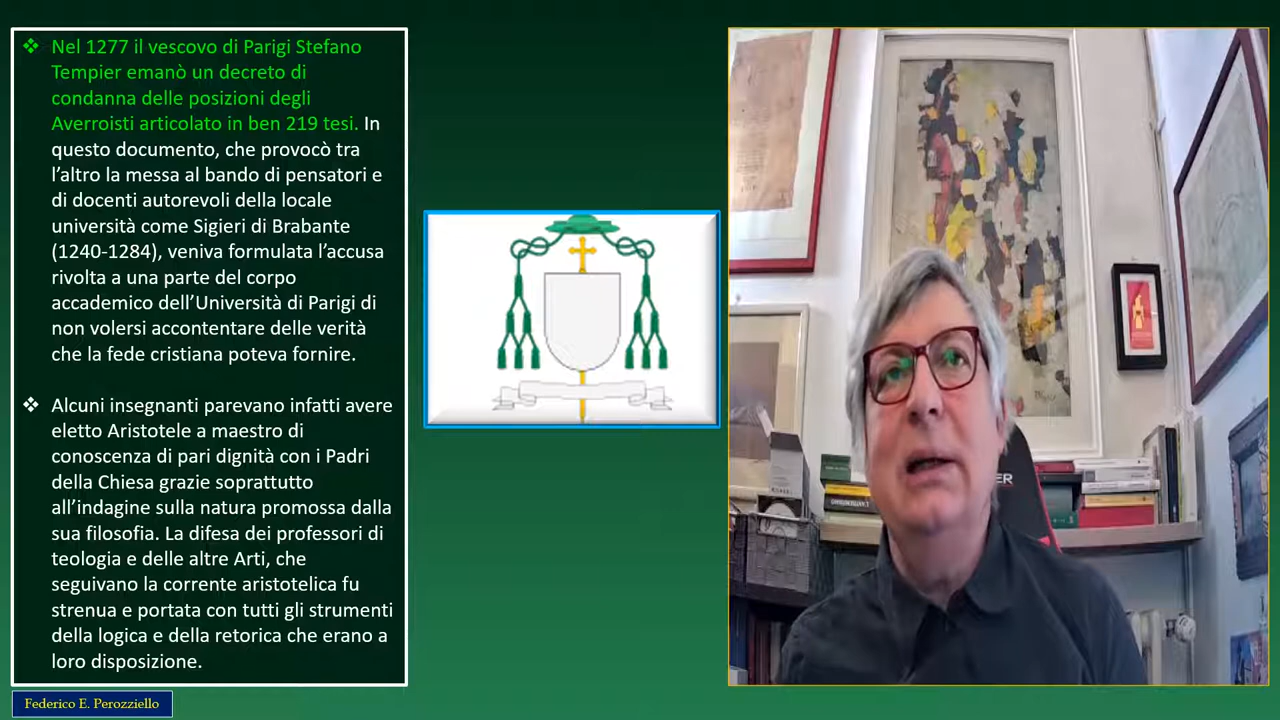 ❖ Nel 1277 il vescovo di Parigi Stefano
Tempier emanò un decreto di
condanna delle posizioni degli
Averroisti articolato in ben 219 tesi. In
questo documento, che provocò tra
l’altro la messa al bando di pensatori e
di docenti autorevoli della locale
università come Sigieri di Brabante
(1240-1284), veniva formulata l’accusa
rivolta a una parte del corpo
accademico dell’Università di Parigi di
non volersi accontentare delle verità
che la fede cristiana poteva fornire.
❖ Alcuni insegnanti parevano infatti avere
eletto Aristotele a maestro di
conoscenza di pari dignità con i Padri
della Chiesa grazie soprattutto
all’indagine sulla natura promossa dalla
sua filosofia. La difesa dei professori di
teologia e delle altre Arti, che
seguivano la corrente aristotelica fu
strenua e portata con tutti gli strumenti
della logica e della retorica che erano a
loro disposizione.
Federico E. Perozziello